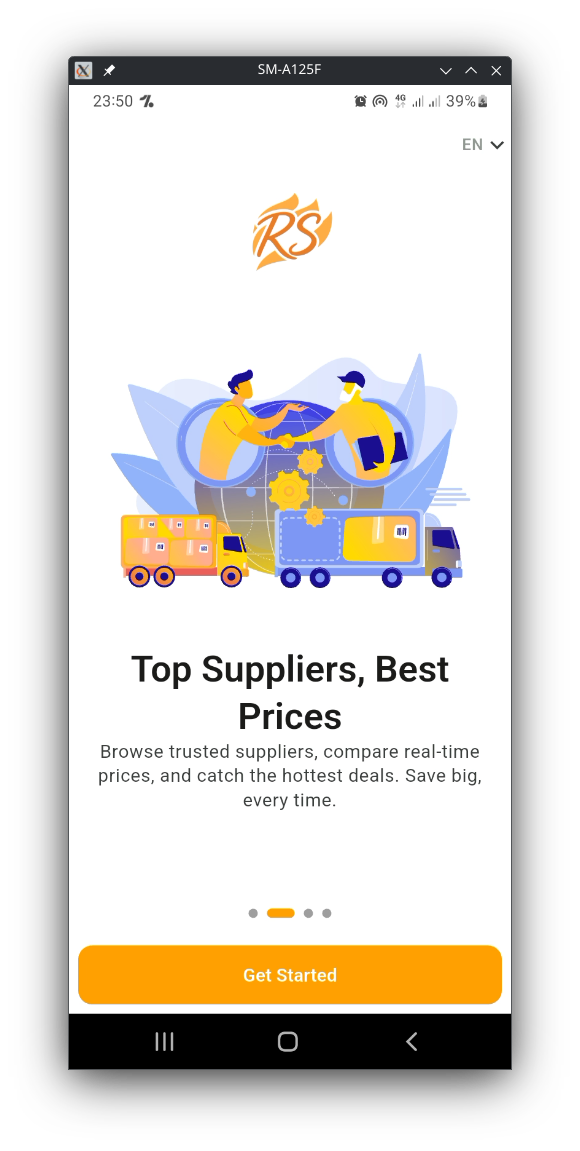 SM-A125F
23:50
4G
39%
EN
RS
Top Suppliers, Best
Prices
Browse trusted suppliers, compare real-time
prices, and catch the hottest deals. Save big,
every time.
Get Started